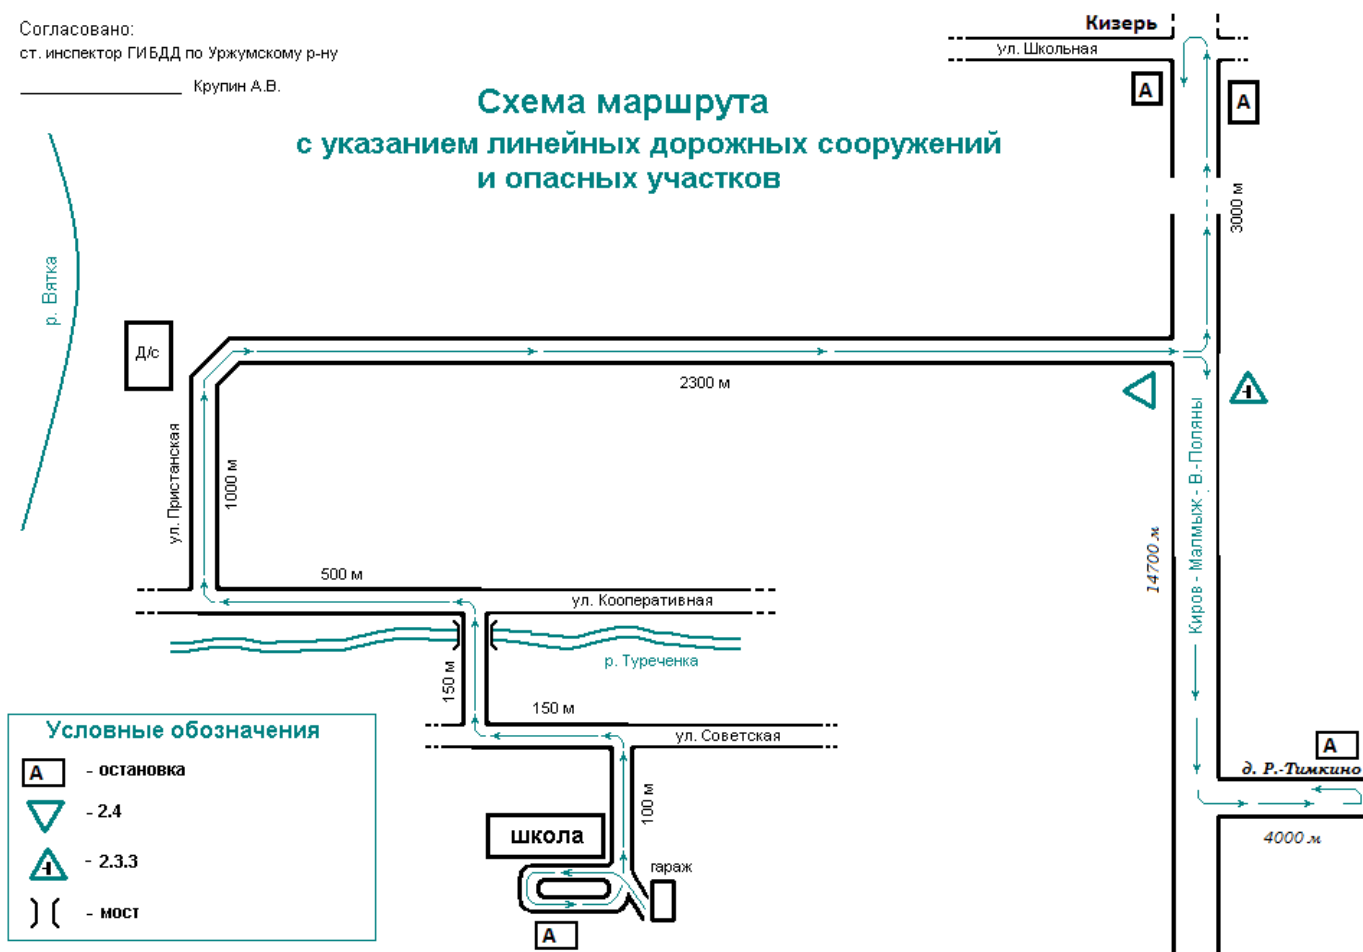 Согласовано:
ст. инспектор ГИБДД по Уржумскому р-ну
Крупин А.В.
Схема маршрута
с указанием линейных дорожных сооружений
и опасных участков
Кизерь
ул. Школьная
А
А
3000 м
р. Вятка
Д/с
2300 м
ул. Пристанская
1000 м
Киров - Малмыж - В.-Поляны
14700 м
500 м
ул. Кооперативная
р. Туреченка
150 м
150 м
ул. Советская
100 м
школа
гараж
А
А
д. Р.-Тимкино
4000 м
Условные обозначения
А - остановка
- 2.4
- 2.3.3
- мост